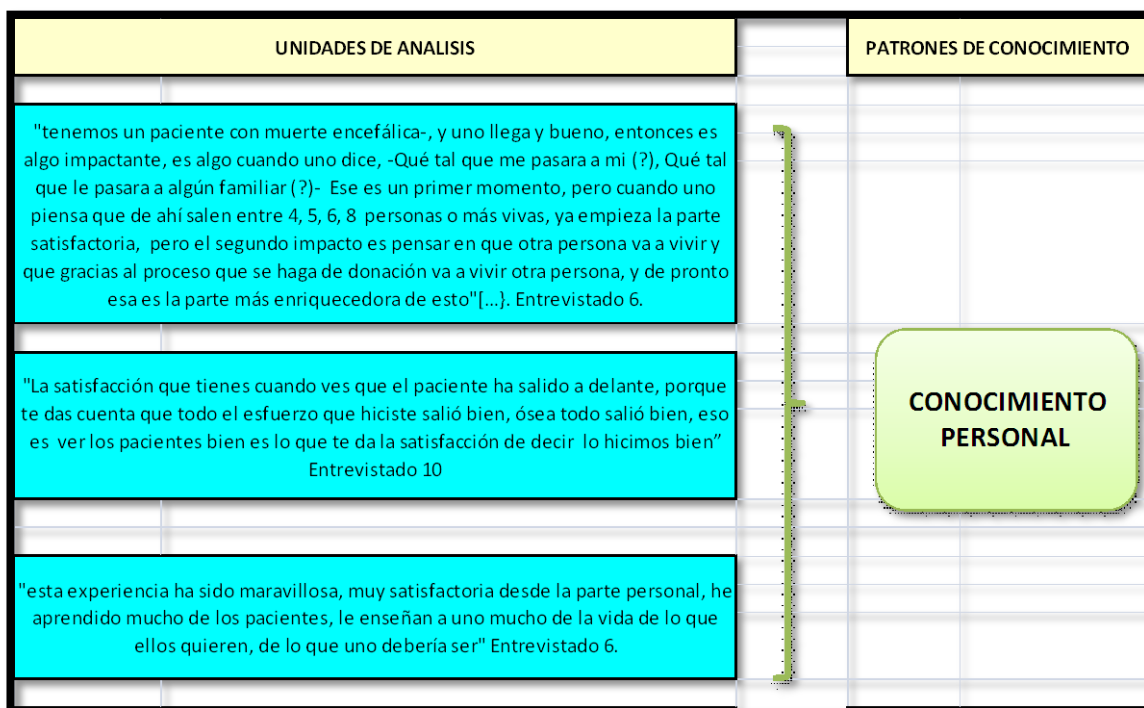 UNIDADES DE ANALISIS
PATRONES DE CONOCIMIENTO
"tenemos un paciente con muerte encefálica-, y uno llega y bueno, entonces es
algo impactante, es algo cuando uno dice, -Qué tal que me pasara a mi (?), Qué tal
que le pasara a algún familiar (?)- Ese es un primer momento, pero cuando uno
piensa que de ahí salen entre 4, 5, 6, 8 personas o más vivas, ya empieza la parte
satisfactoria, pero el segundo impacto es pensar en que otra persona va a vivir y
que gracias al proceso que se haga de donación va a vivir otra persona, y de pronto
esa es la parte más enriquecedora de esto"[...}. Entrevistado 6.
"La satisfacción que tienes cuando ves que el paciente ha salido a delante, porque
te das cuenta que todo el esfuerzo que hiciste salió bien, ósea todo salió bien, eso
es ver los pacientes bien es lo que te da la satisfacción de decir lo hicimos bien"
Entrevistado 10
"esta experiencia ha sido maravillosa, muy satisfactoria desde la parte personal, he
aprendido mucho de los pacientes, le enseñan a uno mucho de la vida de lo que
ellos quieren, de lo que uno debería ser" Entrevistado 6.
CONOCIMIENTO
PERSONAL